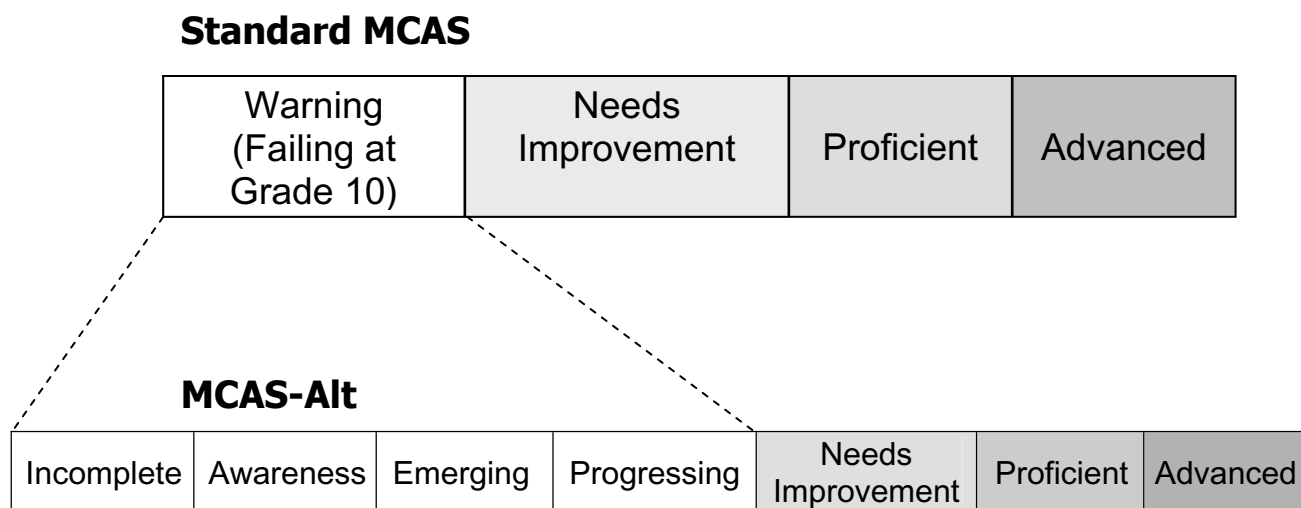 Standard MCAS
Warning
(Failing at
Grade 10)
Needs
Improvement
Proficient
Advanced
MCAS-Alt
Incomplete
Awareness
Emerging
Progressing
Needs
Improvement
Proficient
Advanced